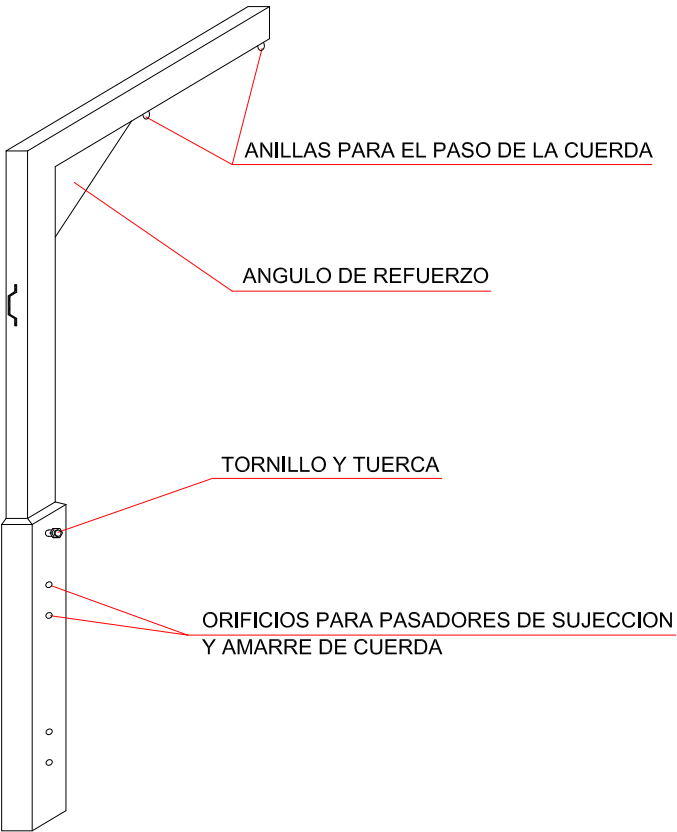 ANILLAS PARA EL PASO DE LA CUERDA
ANGULO DE REFUERZO
TORNILLO Y TUERCA
ORIFICIOS PARA PASADORES DE SUJECCION
Y AMARRE DE CUERDA